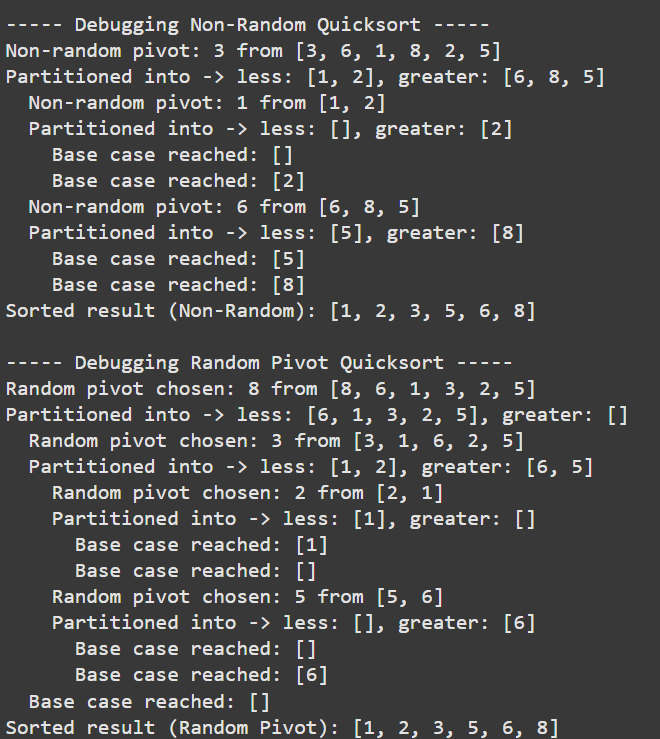 ----- Debugging Non-Random Quicksort -----
Non-random pivot: 3 from [3, 6, 1, 8, 2, 5]
Partitioned into -> less: [1, 2], greater: [6, 8, 5]
  Non-random pivot: 1 from [1, 2]
  Partitioned into -> less: [], greater: [2]
    Base case reached: []
    Base case reached: [2]
  Non-random pivot: 6 from [6, 8, 5]
  Partitioned into -> less: [5], greater: [8]
    Base case reached: [5]
    Base case reached: [8]
Sorted result (Non-Random): [1, 2, 3, 5, 6, 8]

----- Debugging Random Pivot Quicksort -----
Random pivot chosen: 8 from [8, 6, 1, 3, 2, 5]
Partitioned into -> less: [6, 1, 3, 2, 5], greater: []
  Random pivot chosen: 3 from [3, 1, 6, 2, 5]
  Partitioned into -> less: [1, 2], greater: [6, 5]
    Random pivot chosen: 2 from [2, 1]
    Partitioned into -> less: [1], greater: []
      Base case reached: [1]
      Base case reached: []
    Random pivot chosen: 5 from [5, 6]
    Partitioned into -> less: [], greater: [6]
      Base case reached: []
      Base case reached: [6]
  Base case reached: []
Sorted result (Random Pivot): [1, 2, 3, 5, 6, 8]